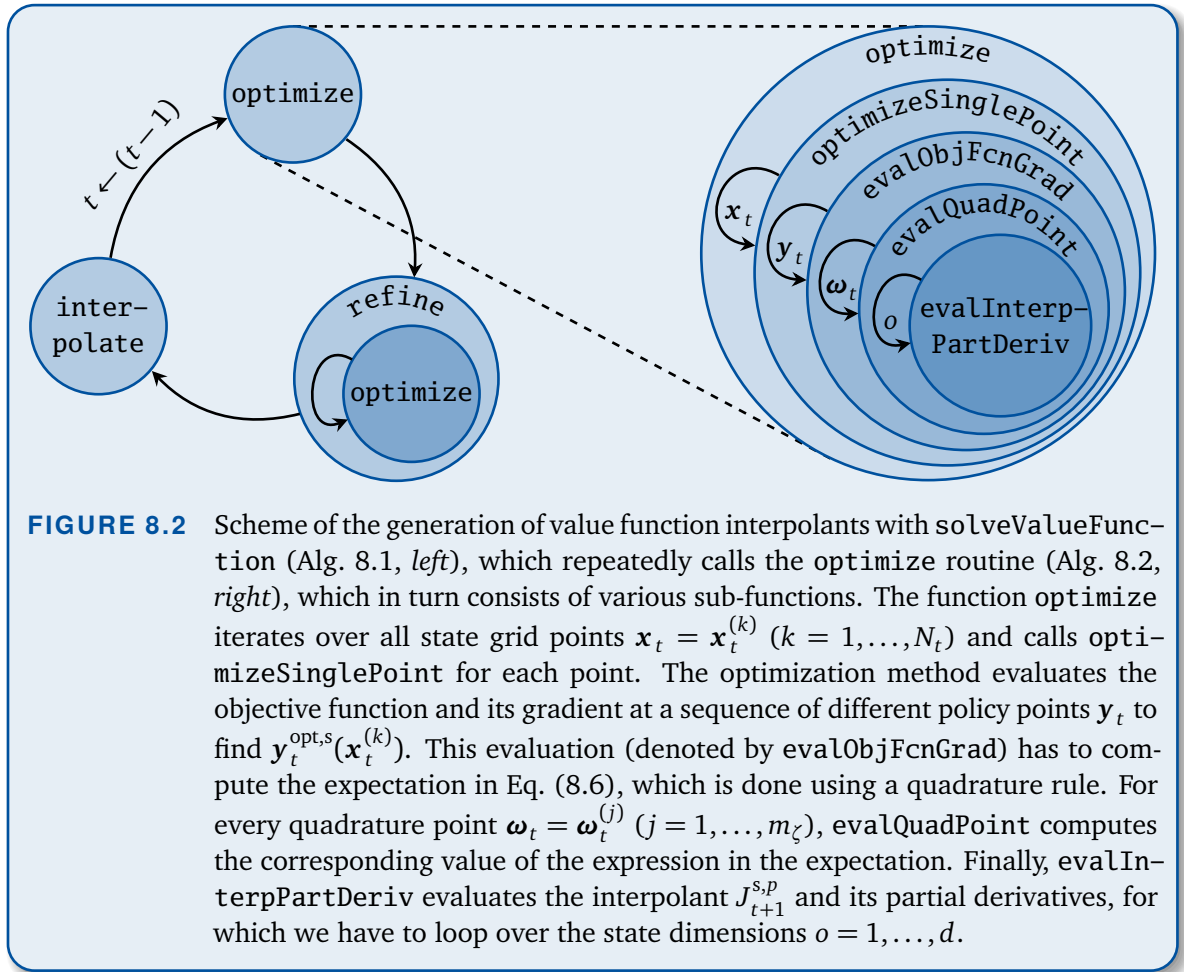 optimize
t ← (t − 1)
inter-
polate
refine
optimize
optimize
optimizeSinglePoint
evalObjFcnGrad
evalQuadPoint
evalInterp-
PartDeriv
x_t
y_t
ω_t
o
FIGURE 8.2 Scheme of the generation of value function interpolants with solveValueFunc-
tion (Alg. 8.1, left), which repeatedly calls the optimize routine (Alg. 8.2,
right), which in turn consists of various sub-functions. The function optimize
iterates over all state grid points x_t = x_t^(k) (k = 1, . . . , N_t) and calls opti-
mizeSinglePoint for each point. The optimization method evaluates the
objective function and its gradient at a sequence of different policy points y_t to
find y_t^opt,s(x_t^(k)). This evaluation (denoted by evalObjFcnGrad) has to com-
pute the expectation in Eq. (8.6), which is done using a quadrature rule. For
every quadrature point ω_t = ω_t^(j) (j = 1, . . . , m_ζ), evalQuadPoint computes
the corresponding value of the expression in the expectation. Finally, evalIn-
terpPartDeriv evaluates the interpolant J_t+1^s,p and its partial derivatives, for
which we have to loop over the state dimensions o = 1, . . . , d.